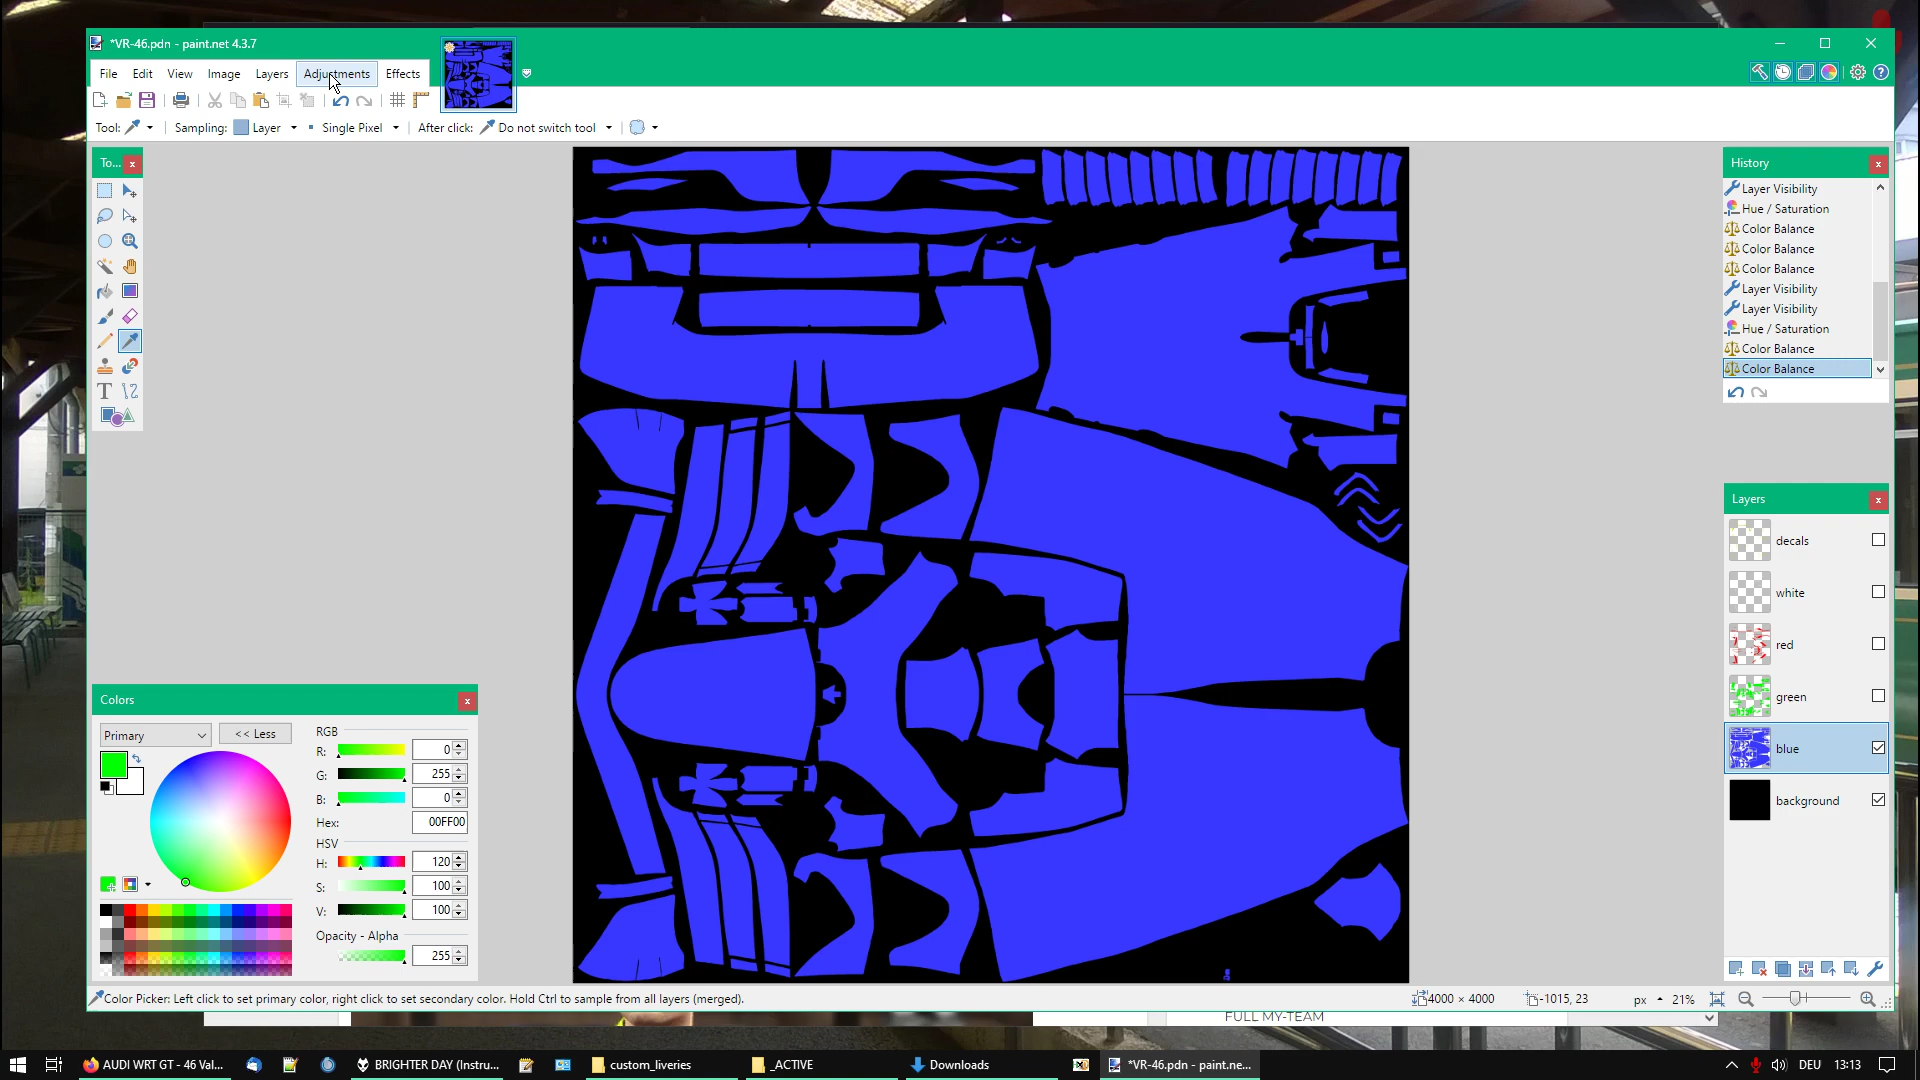 *VR-46.pdn - paint.net 4.3.7
File Edit View Image Layers Adjustments Effects
Tool: Sampling: Layer Single Pixel After click: Do not switch tool
To...
History
Layer Visibility
Hue / Saturation
Color Balance
Color Balance
Color Balance
Layer Visibility
Layer Visibility
Hue / Saturation
Color Balance
Color Balance
Layers
decals
white
red
green
blue
background
Colors
Primary
<< Less
RGB
R: 0
G: 255
B: 0
Hex: 00FF00
HSV
H: 120
S: 100
V: 100
Opacity - Alpha
255
Color Picker: Left click to set primary color, right click to set secondary color. Hold Ctrl to sample from all layers (merged).
4000 × 4000
-1015, 23
px
21%
FULL MY-TEAM
AUDI WRT GT - 46 Val...
BRIGHTER DAY (Instru...
custom_liveries
_ACTIVE
Downloads
*VR-46.pdn - paint.ne...
DEU
13:13